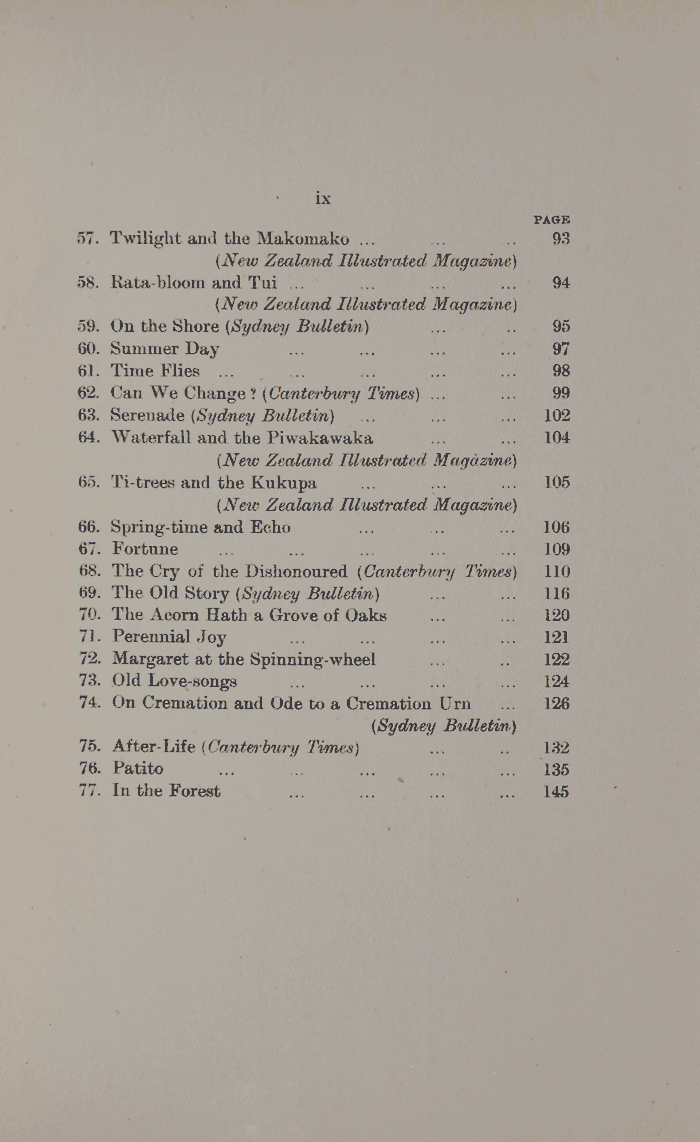 ix
PAGE
57. Twilight and the Makomako ... ... .. 93
(New Zealand Illustrated Magazine)
58. Rata-bloom and Tui ... ... ... ... 94
(New Zealand Illustrated Magazine)
59. On the Shore (Sydney Bulletin) ... .. 95
60. Summer Day ... ... ... ... 97
61. Time Flies ... ... ... ... ... 98
62. Can We Change? (Canterbury Times) ... ... 99
63. Serenade (Sydney Bulletin) ... ... ... 102
64. Waterfall and the Piwakawaka ... ... 104
(New Zealand Illustrated Magazine)
65. Ti-trees and the Kukupa ... ... ... 105
(New Zealand Illustrated Magazine)
66. Spring-time and Echo ... ... ... 106
67. Fortune ... ... ... ... ... 109
68. The Cry of the Dishonoured (Canterbury Times) 110
69. The Old Story (Sydney Bulletin) ... ... 116
70. The Acorn Hath a Grove of Oaks ... ... 120
71. Perennial Joy ... ... ... ... 121
72. Margaret at the Spinning-wheel ... .. 122
73. Old Love-songs ... ... ... ... 124
74. On Cremation and Ode to a Cremation Urn ... 126
(Sydney Bulletin)
75. After-Life (Canterbury Times) ... .. 132
76. Patito ... ... ... ... ... 135
77. In the Forest ... ... ... ... 145